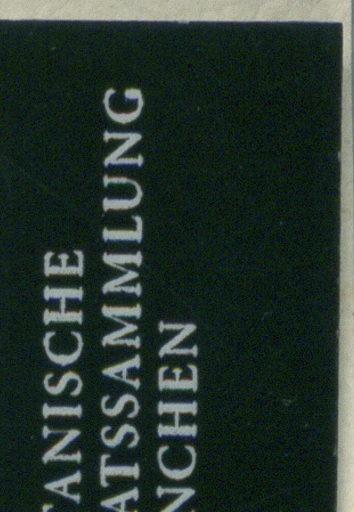 TANISCHE
ATSSAMMLUNG
NCHEN